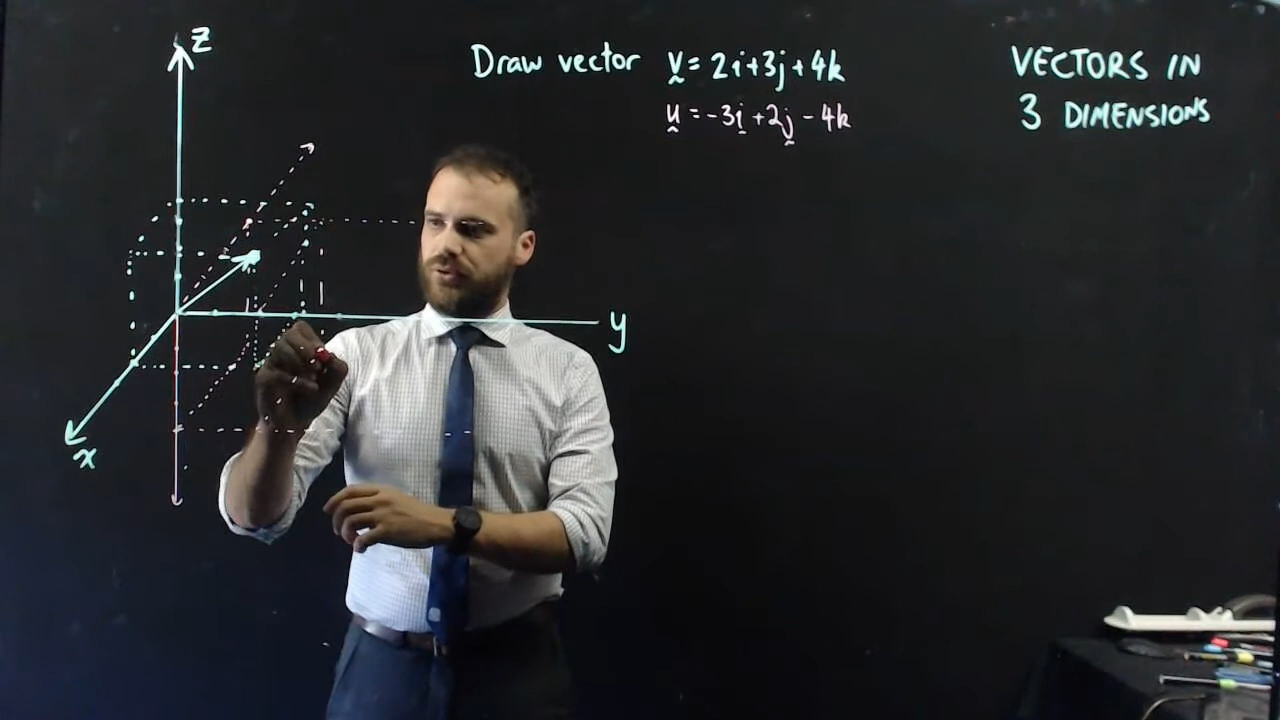 z
Draw vector v = 2i+3j+4k
u = -3i +2j - 4k
VECTORS IN
3 DIMENSIONS
y
x